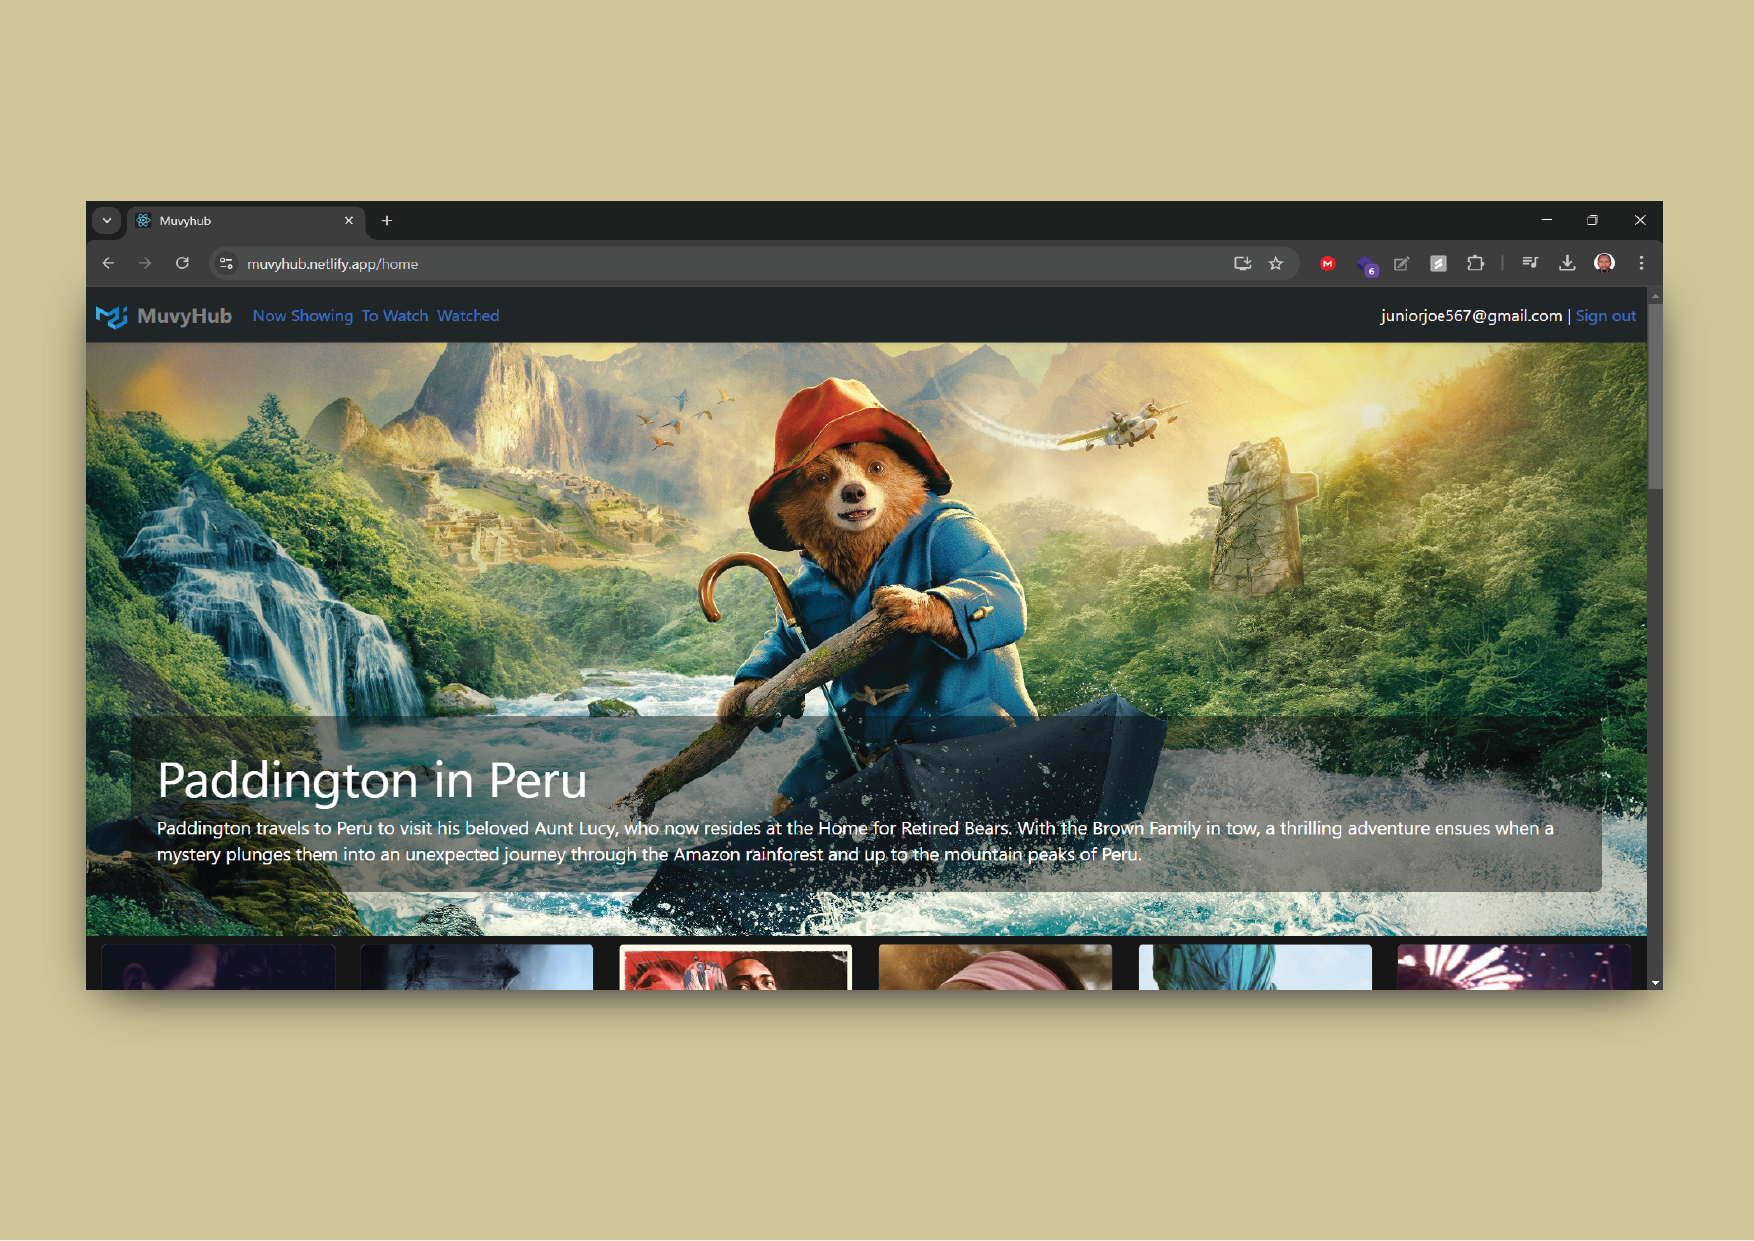 Muvyhub
muvyhub.netlify.app/home
M
6
MuvyHub Now Showing To Watch Watched juniorjoe567@gmail.com | Sign out
Paddington in Peru
Paddington travels to Peru to visit his beloved Aunt Lucy, who now resides at the Home for Retired Bears. With the Brown Family in tow, a thrilling adventure ensues when a
mystery plunges them into an unexpected journey through the Amazon rainforest and up to the mountain peaks of Peru.